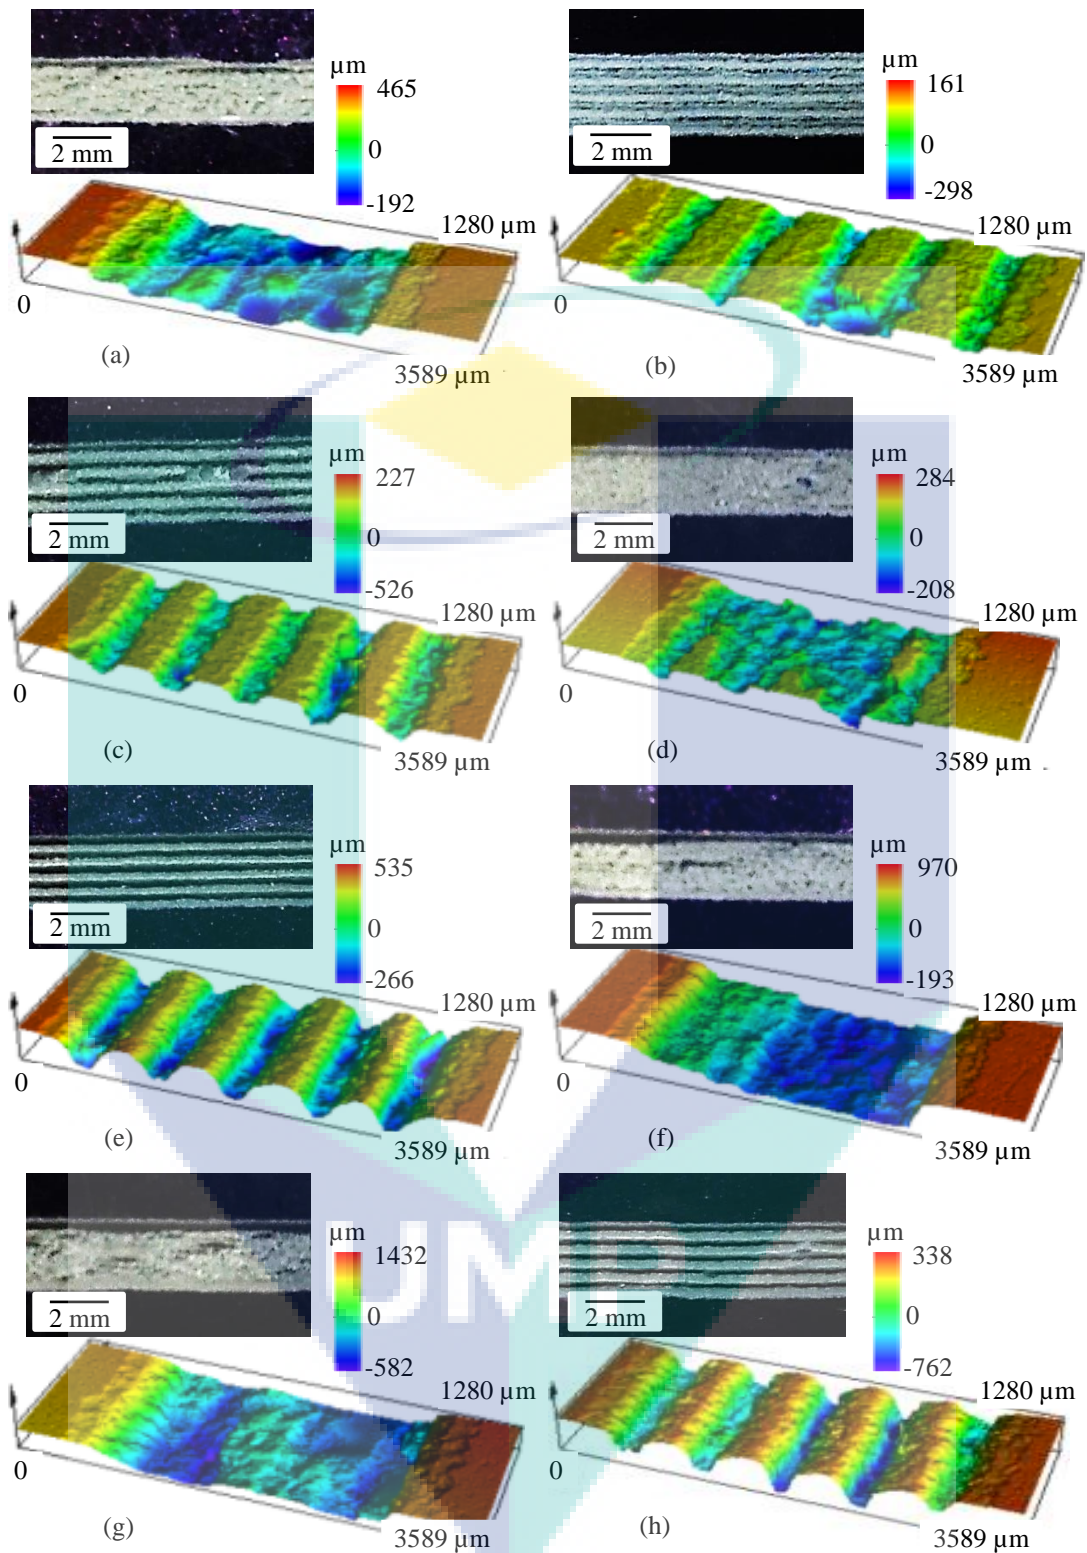 µm
465
0
-192
2 mm
1280 µm
0
3589 µm
(a)
µm
161
0
-298
1280 µm
0
3589 µm
(b)
227
0
-526
2 mm
1280 µm
0
3589 µm
(c)
µm
284
0
-208
2 mm
1280 µm
0
3589 µm
(d)
µm
535
0
-266
2 mm
1280 µm
0
3589 µm
(e)
µm
970
0
-193
2 mm
1280 µm
0
3589 µm
(f)
µm
1432
0
-582
2 mm
1280 µm
0
3589 µm
(g)
µm
338
0
-762
2 mm
1280 µm
0
3589 µm
(h)
2 mm
µm
UMP